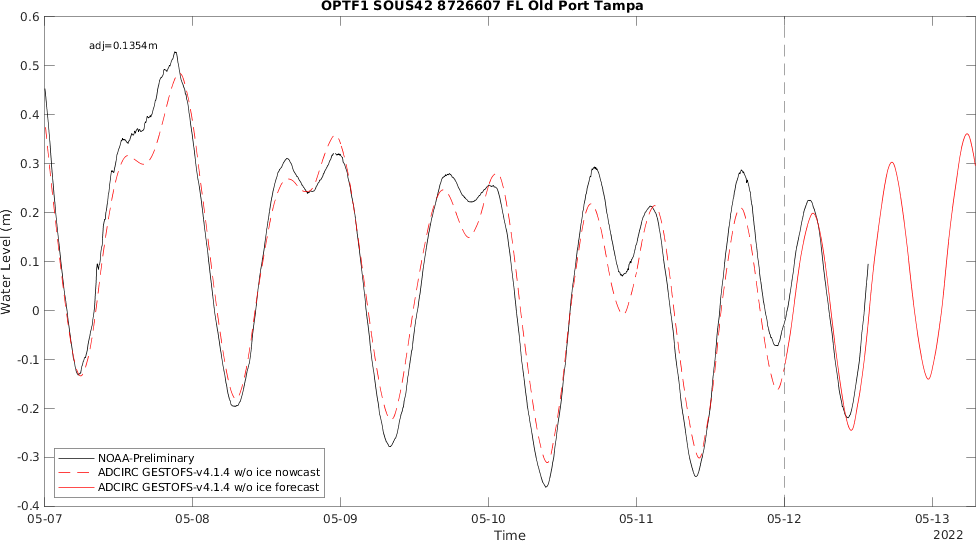 OPTF1 SOUS42 8726607 FL Old Port Tampa
adj=0.1354m
0.6
0.5
0.4
0.3
0.2
0.1
0
-0.1
-0.2
-0.3
-0.4
Water Level (m)
NOAA-Preliminary
ADCIRC GESTOFS-v4.1.4 w/o ice nowcast
ADCIRC GESTOFS-v4.1.4 w/o ice forecast
05-07 05-08 05-09 05-10 05-11 05-12 05-13
Time
2022